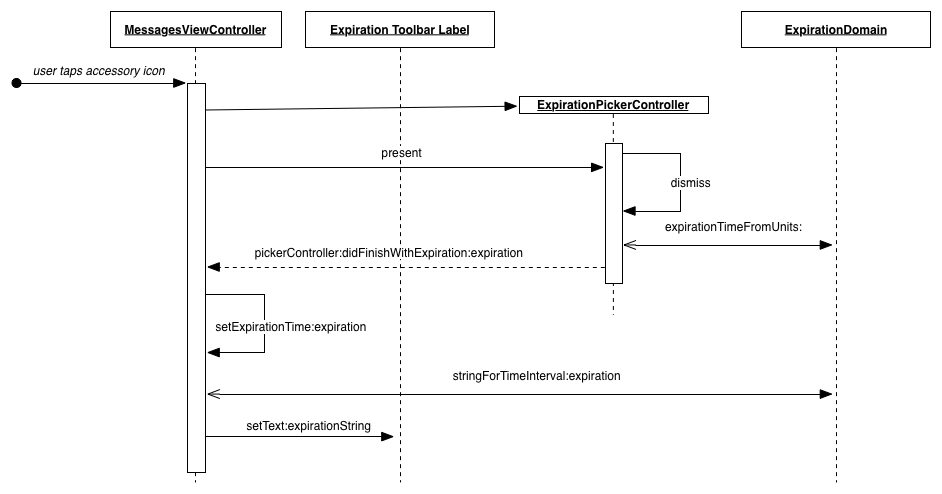 MessagesViewController
Expiration Toolbar Label
ExpirationDomain
user taps accessory icon
ExpirationPickerController
present
dismiss
expirationTimeFromUnits:
pickerController:didFinishWithExpiration:expiration
setExpirationTime:expiration
stringForTimeInterval:expiration
setText:expirationString